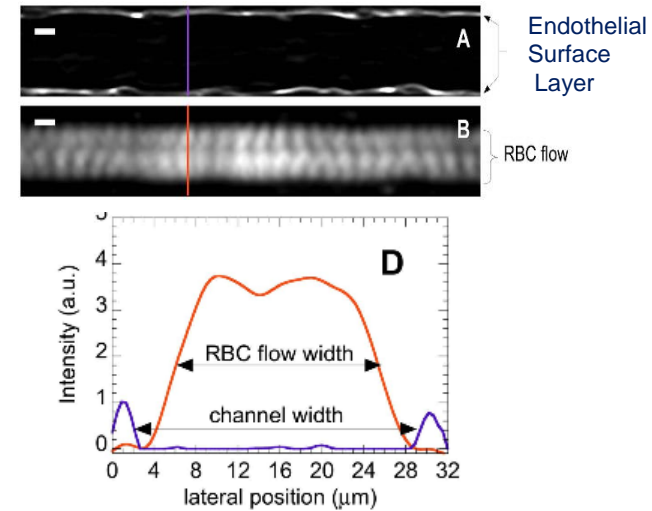 A
Endothelial
Surface
Layer
B
RBC flow
D
5
4
3
2
1
0
Intensity (a.u.)
RBC flow width
channel width
0 4 8 12 16 20 24 28 32
lateral position (μm)